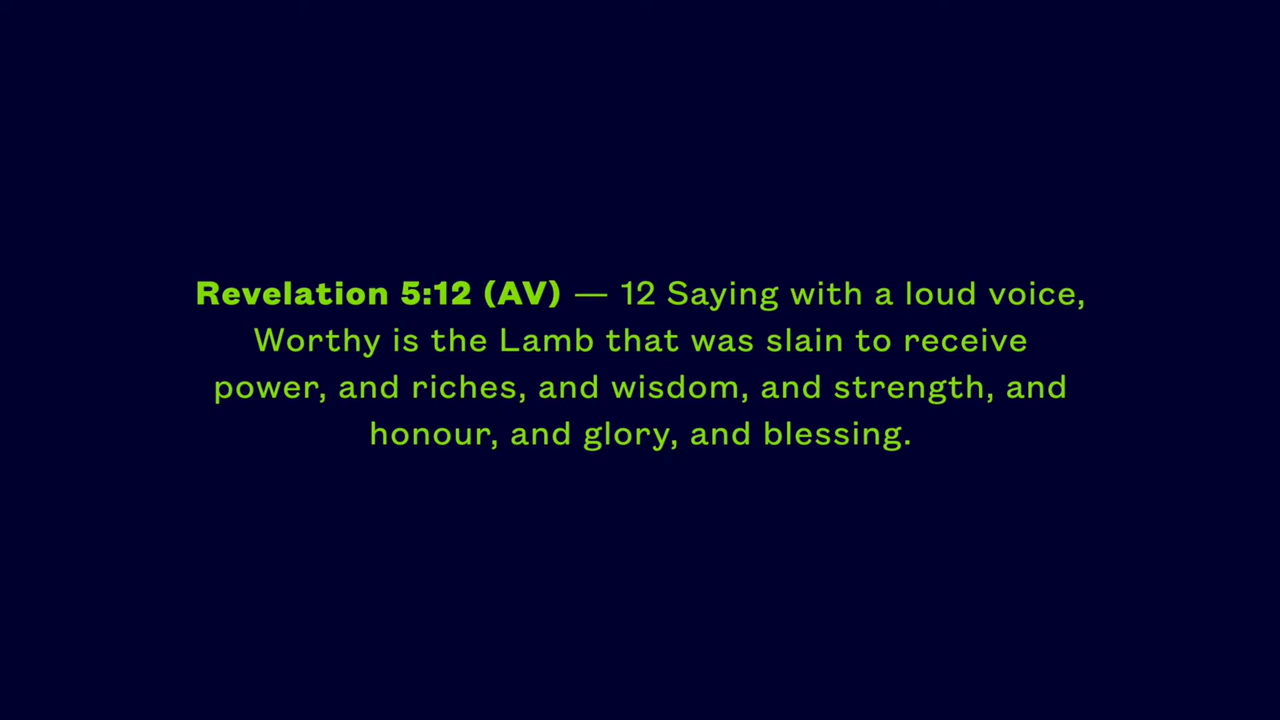 Revelation 5:12 (AV) — 12 Saying with a loud voice,
Worthy is the Lamb that was slain to receive
power, and riches, and wisdom, and strength, and
honour, and glory, and blessing.